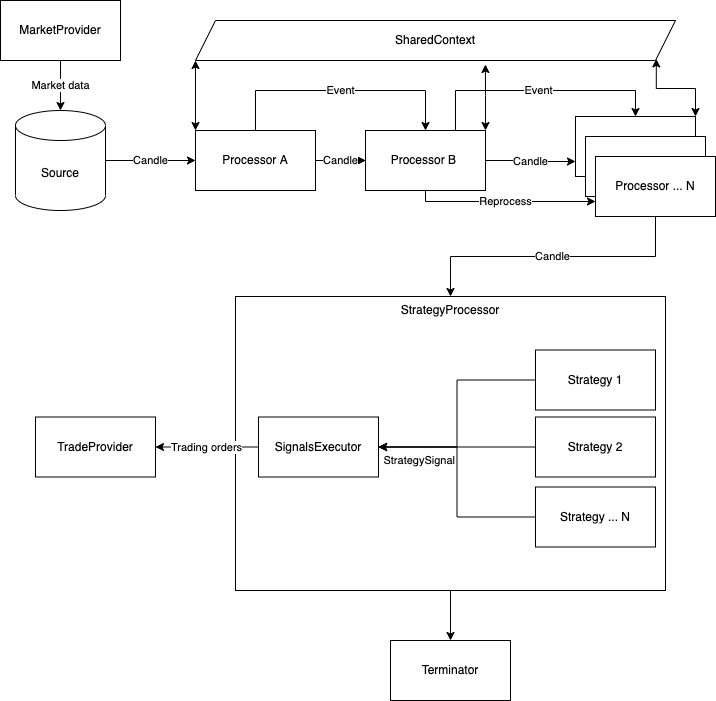 MarketProvider
SharedContext
Market data
Event
Event
Source
Candle
Processor A
Candle
Processor B
Candle
Processor ... N
Reprocess
Candle
StrategyProcessor
Strategy 1
TradeProvider
Trading orders
SignalsExecutor
StrategySignal
Strategy 2
Strategy ... N
Terminator